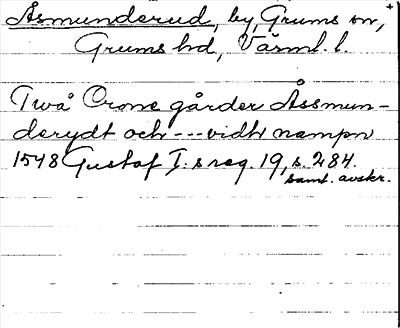 Åsmunderud, by, Grums sn,
Grums hd, Värml. l.
Twå Crone gårder Åssmun-
derydt och --- vidh nampn
1548 Gustaf I:s reg. 19, s. 284.
samt. avskr.